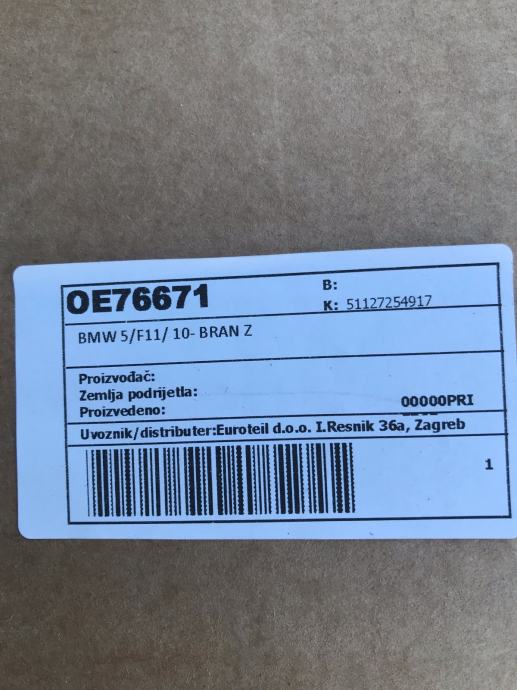 OE76671
B:
K: 51127254917
BMW 5/F11/ 10- BRAN Z
Proizvođač:
Zemlja podrijetla:
00000PRI
Proizvedeno:
Uvoznik/distributer:Euroteil d.o.o. I.Resnik 36a, Zagreb
1